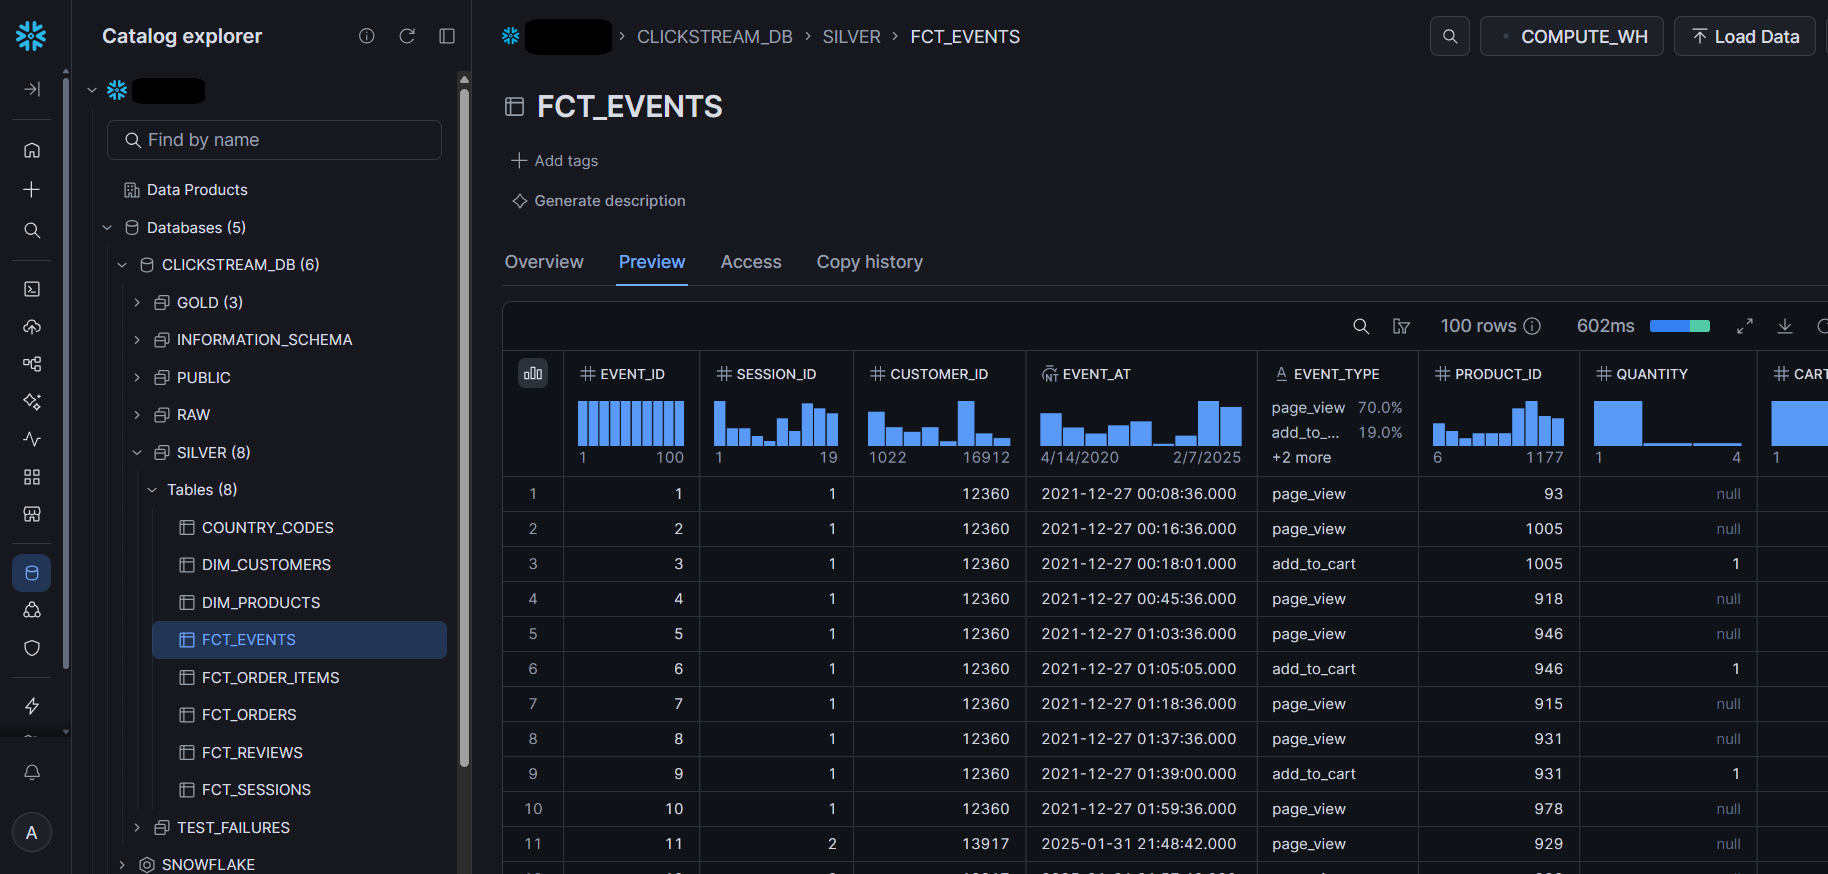 Catalog explorer
Find by name
Data Products
Databases (5)
CLICKSTREAM_DB (6)
GOLD (3)
INFORMATION_SCHEMA
PUBLIC
RAW
SILVER (8)
Tables (8)
COUNTRY_CODES
DIM_CUSTOMERS
DIM_PRODUCTS
FCT_EVENTS
FCT_ORDER_ITEMS
FCT_ORDERS
FCT_REVIEWS
FCT_SESSIONS
TEST_FAILURES
SNOWFLAKE
A
CLICKSTREAM_DB > SILVER > FCT_EVENTS
COMPUTE_WH
Load Data
FCT_EVENTS
Add tags
Generate description
Overview Preview Access Copy history
100 rows 602ms
EVENT_ID SESSION_ID CUSTOMER_ID NT EVENT_AT A EVENT_TYPE PRODUCT_ID QUANTITY CART
page_view 70.0%
add_to_... 19.0%
1 100 1 19 1022 16912 4/14/2020 2/7/2025 +2 more 6 1177 1 4 1
1 1 1 12360 2021-12-27 00:08:36.000 page_view 93 null
2 2 1 12360 2021-12-27 00:16:36.000 page_view 1005 null
3 3 1 12360 2021-12-27 00:18:01.000 add_to_cart 1005 1
4 4 1 12360 2021-12-27 00:45:36.000 page_view 918 null
5 5 1 12360 2021-12-27 01:03:36.000 page_view 946 null
6 6 1 12360 2021-12-27 01:05:05.000 add_to_cart 946 1
7 7 1 12360 2021-12-27 01:18:36.000 page_view 915 null
8 8 1 12360 2021-12-27 01:37:36.000 page_view 931 null
9 9 1 12360 2021-12-27 01:39:00.000 add_to_cart 931 1
10 10 1 12360 2021-12-27 01:59:36.000 page_view 978 null
11 11 2 13917 2025-01-31 21:48:42.000 page_view 929 null